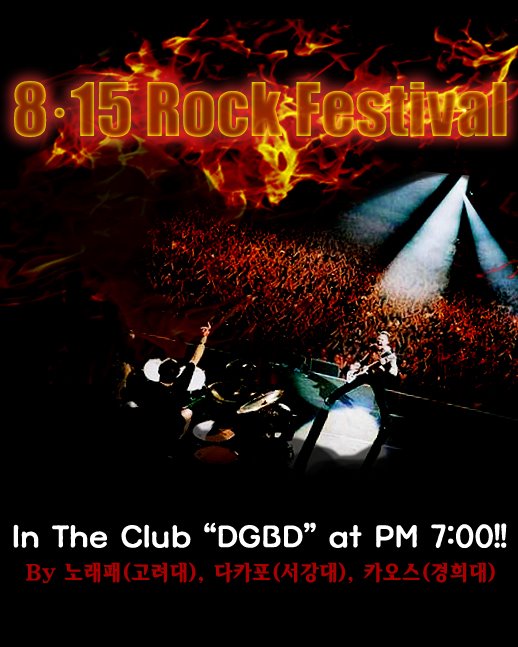 8·15 Rock Festival
In The Club “DGBD” at PM 7:00!!
By 노래패(고려대), 다카포(서강대), 카오스(경희대)